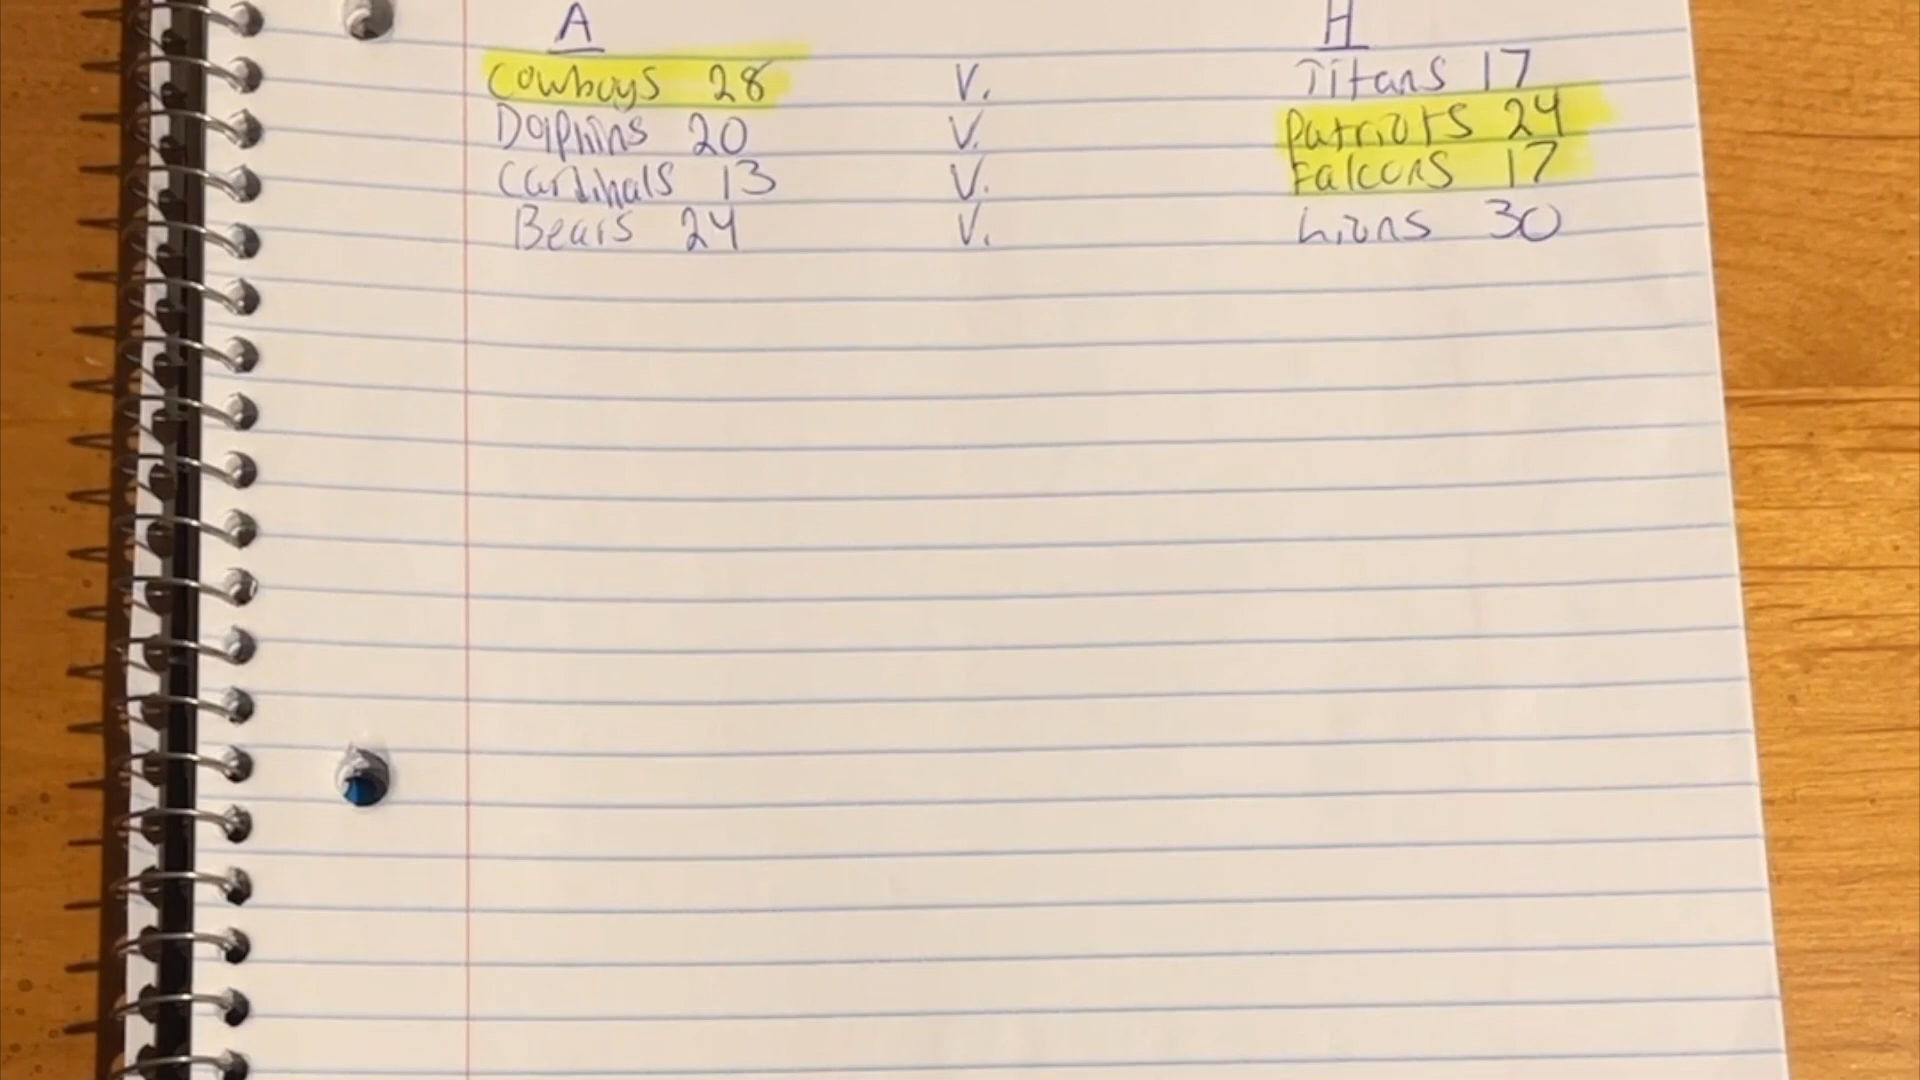 A H
Cowboys 28 V. Titans 17
Dolphins 20 V. Patriots 24
Cardinals 13 V. Falcons 17
Bears 24 V. Lions 30